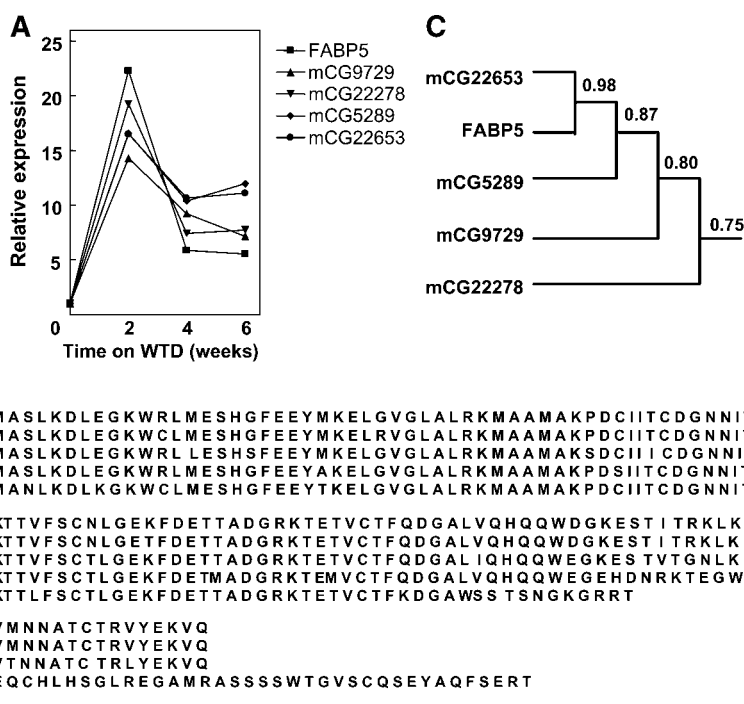 A
C
25
20
15
10
5
0
2
4
6
Relative expression
Time on WTD (weeks)
FABP5
mCG9729
mCG22278
mCG5289
mCG22653
mCG22653
FABP5
mCG5289
mCG9729
mCG22278
0.98
0.87
0.80
0.75
MASLKDLEGKWRLMESHGFEEYMKELGVGLALRKMAAMAKPDCIITCDGNNI
MASLKDLEGKWCLMESHGFEEYMKELRVGLALRKMAAMAKPDCIITCDGNNI
MASLKDLEGKWRLLESHSFEEYMKELGVGLALRKMAAMAKSDCIIICDGNNI
MASLKDLEGKWRLMESHGFEEYAKELGVGLALRKMAAMAKPDSIITCDGNNI
MANLKDLKGKWCLMESHGFEEYTKELGVGLALRKMAAMAKPDCIITCDGNNI
KTTVFSCNLGEKFDETTADGRKTETVCTFQDGALVQHQQWDGKESTITRKLK
KTTVFSCNLGETFDETTADGRKTETVCTFQDGALVQHQQWDGKESTITRKLK
KTTVFSCTLGEKFDETTADGRKTETVCTFQDGALIQHQQWEGKESTVTGNLK
KTTVFSCTLGEKFDETMADGRKTEMVCTFQDGALVQHQQWEGEHDNRKTEGW
KTTLFSCTLGEKFDETTADGRKTETVCTFKDGAWSSTSNGKGRRT
VMNNATCTRVYEKVQ
VMNNATCTRVYEKVQ
VTNNATCTRLYEKVQ
EQCHLHSGLREGAMRASSSSWTGVSCQSEYAQFSERT